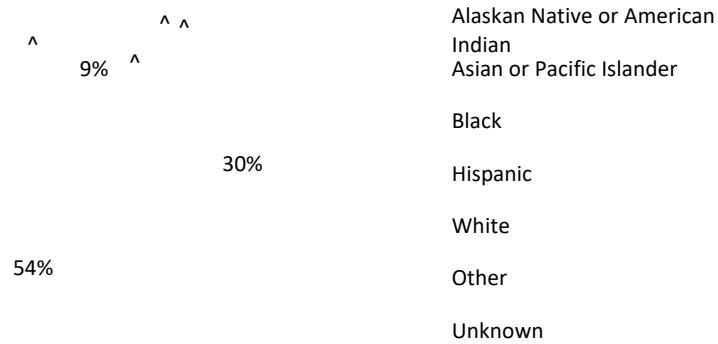 ^ ^
^
9% ^
30%
54%
Alaskan Native or American
Indian
Asian or Pacific Islander
Black
Hispanic
White
Other
Unknown